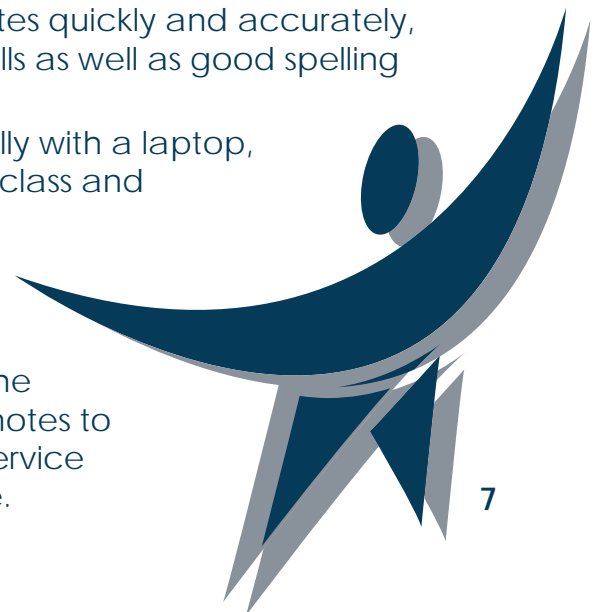 tes quickly and accurately,
lls as well as good spelling
lly with a laptop,
class and
he
notes to
ervice
e.
7